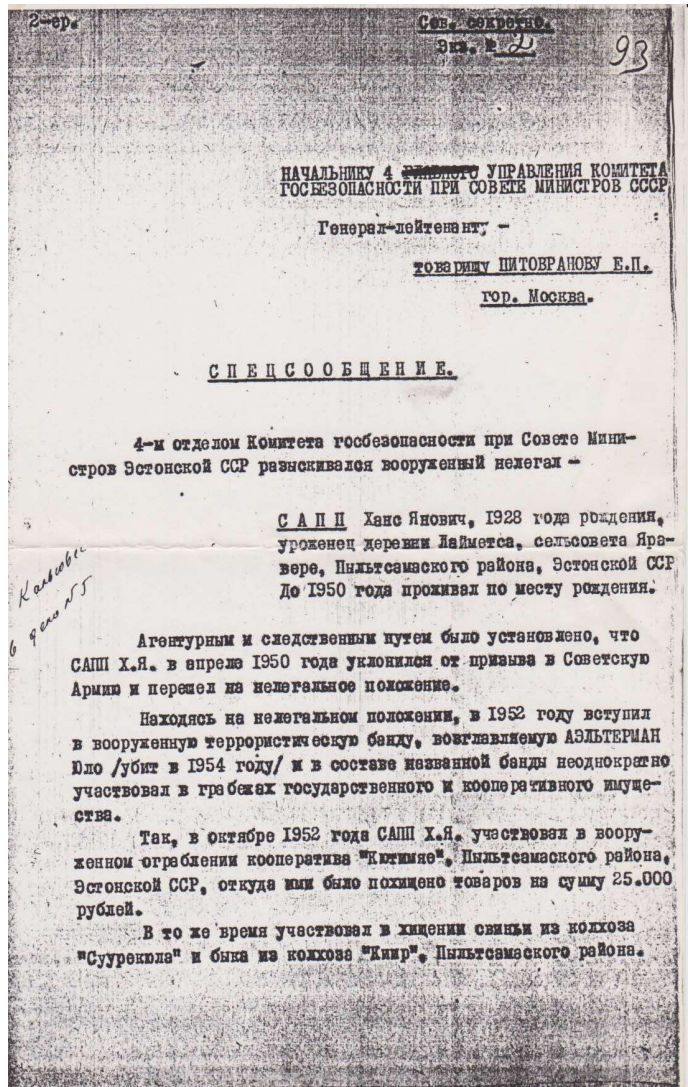 2-ер.
Сов. секретно.
Экз. № 2
93
НАЧАЛЬНИКУ 4 УПРАВЛЕНИЯ КОМИТЕТА
ГОСБЕЗОПАСНОСТИ ПРИ СОВЕТЕ МИНИСТРОВ СССР
Генерал-лейтенанту -
товарищу ПИТОВРАНОВУ Е.П.
гор. Москва.
СПЕЦСООБЩЕНИЕ.
4-м отделом Комитета госбезопасности при Совете Мини-
стров Эстонской ССР разыскивался вооруженный нелегал -
САПП Ханс Янович, 1928 года рождения,
уроженец деревни Лайметса, сельсовета Яра-
вере, Пыльтсамаского района, Эстонской ССР
До 1950 года проживал по месту рождения.
в дело №5
Агентурным и следственным путем было установлено, что
САПП Х.Я. в апреле 1950 года уклонился от призыва в Советскую
Армию и перешел на нелегальное положение.
Находясь на нелегальном положении, в 1952 году вступил
в вооруженную террористическую банду, возглавляемую АЭЛЬТЕРМАН
Юло /убит в 1954 году/ и в составе названной банды неоднократно
участвовал в грабежах государственного и кооперативного имуще-
ства.
Так, в октябре 1952 года САПП Х.Я. участвовал в воору-
женном ограблении кооператива "Кютимяе", Пыльтсамаского района,
Эстонской ССР, откуда ими было похищено товаров на сумму 25.000
рублей.
В то же время участвовал в хищении свиньи из колхоза
"Суурекюла" и быка из колхоза "Киир", Пыльтсамаского района.